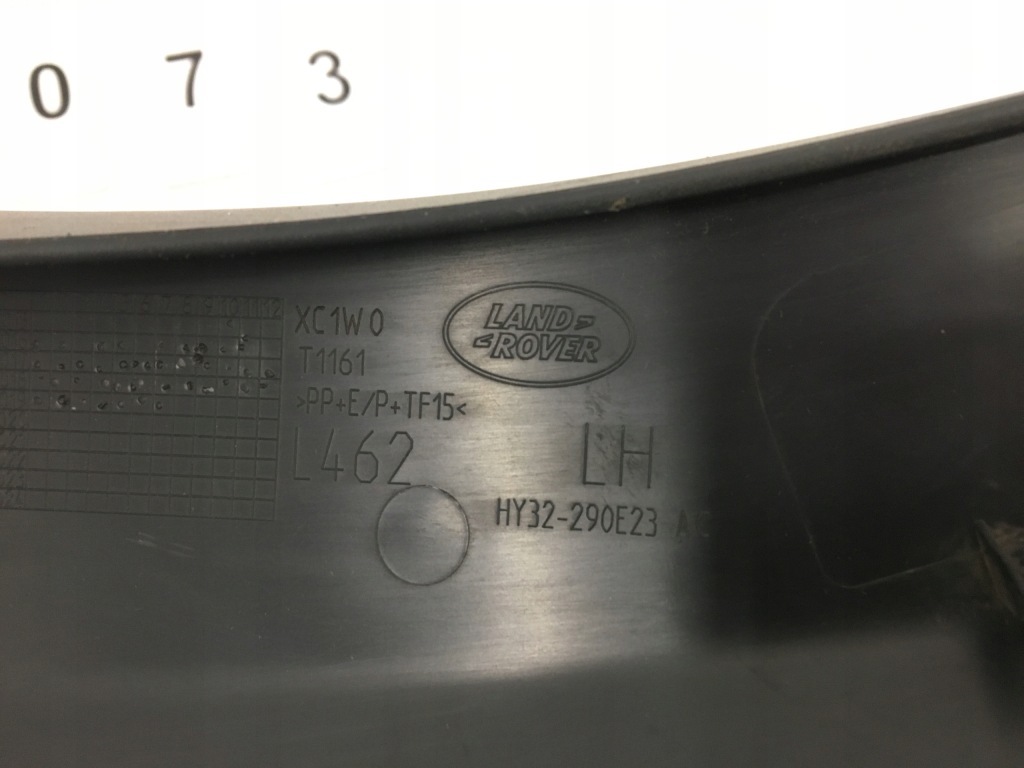 0 7 3
XC1W0
T1161
>PP+E/P+TF15<
L462
LAND-
-ROVER
LH
HY32-290E23